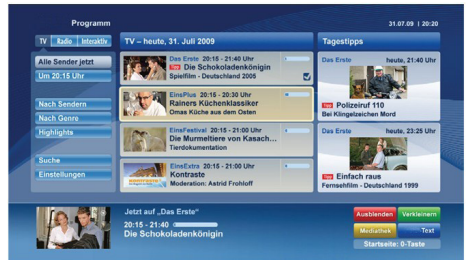 Programm
31.07.09 | 20:20
TV Radio Interaktiv
Alle Sender jetzt
Um 20:15 Uhr
Nach Sendern
Nach Genre
Highlights
Suche
Einstellungen
TV – heute, 31. Juli 2009
Das Erste 20:15 - 21:40 Uhr
Tipp Die Schokoladenkönigin
Spielfilm - Deutschland 2005
EinsPlus 20:15 - 20:30 Uhr
Rainers Küchenklassiker
Omas Küche aus dem Osten
EinsFestival 20:15 - 21:00 Uhr
Die Murmeltiere von Kasach...
Tierdokumentation
EinsExtra 20:15 - 21:00 Uhr
Kontraste
Moderation: Astrid Frohloff
Tagestipps
Das Erste heute, 21:40 Uhr
Tipp Polizeiruf 110
Bei Klingelzeichen Mord
Das Erste heute, 23:25 Uhr
Tipp Einfach raus
Fernsehfilm - Deutschland 1999
Jetzt auf „Das Erste“
20:15 - 21:40
Die Schokoladenkönigin
Ausblenden Verkleinern
Mediathek Text
Startseite: 0-Taste